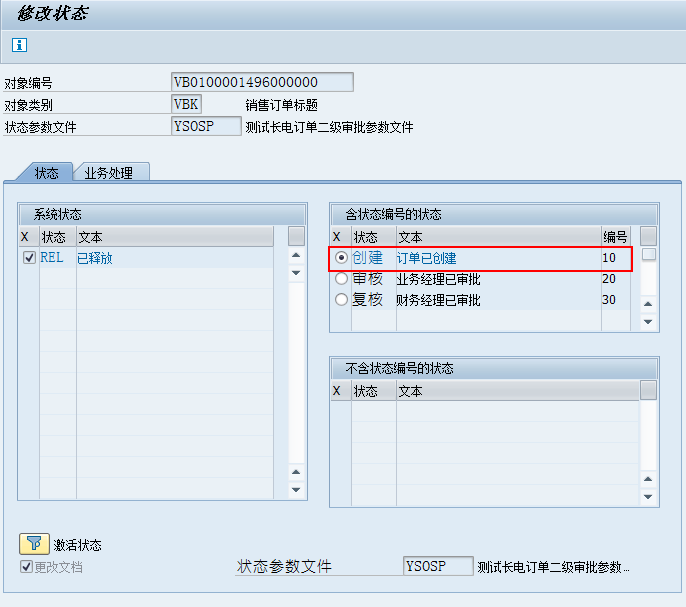 修改状态
对象编号 VB0100001496000000
对象类别 VBK 销售订单标题
状态参数文件 YSOSP 测试长电订单二级审批参数文件
状态 业务处理
系统状态
X 状态 文本
REL 已释放
含状态编号的状态
X 状态 文本 编号
创建 订单已创建 10
审核 业务经理已审批 20
复核 财务经理已审批 30
不含状态编号的状态
X 状态 文本
激活状态
更改文档
状态参数文件 YSOSP 测试长电订单二级审批参数…